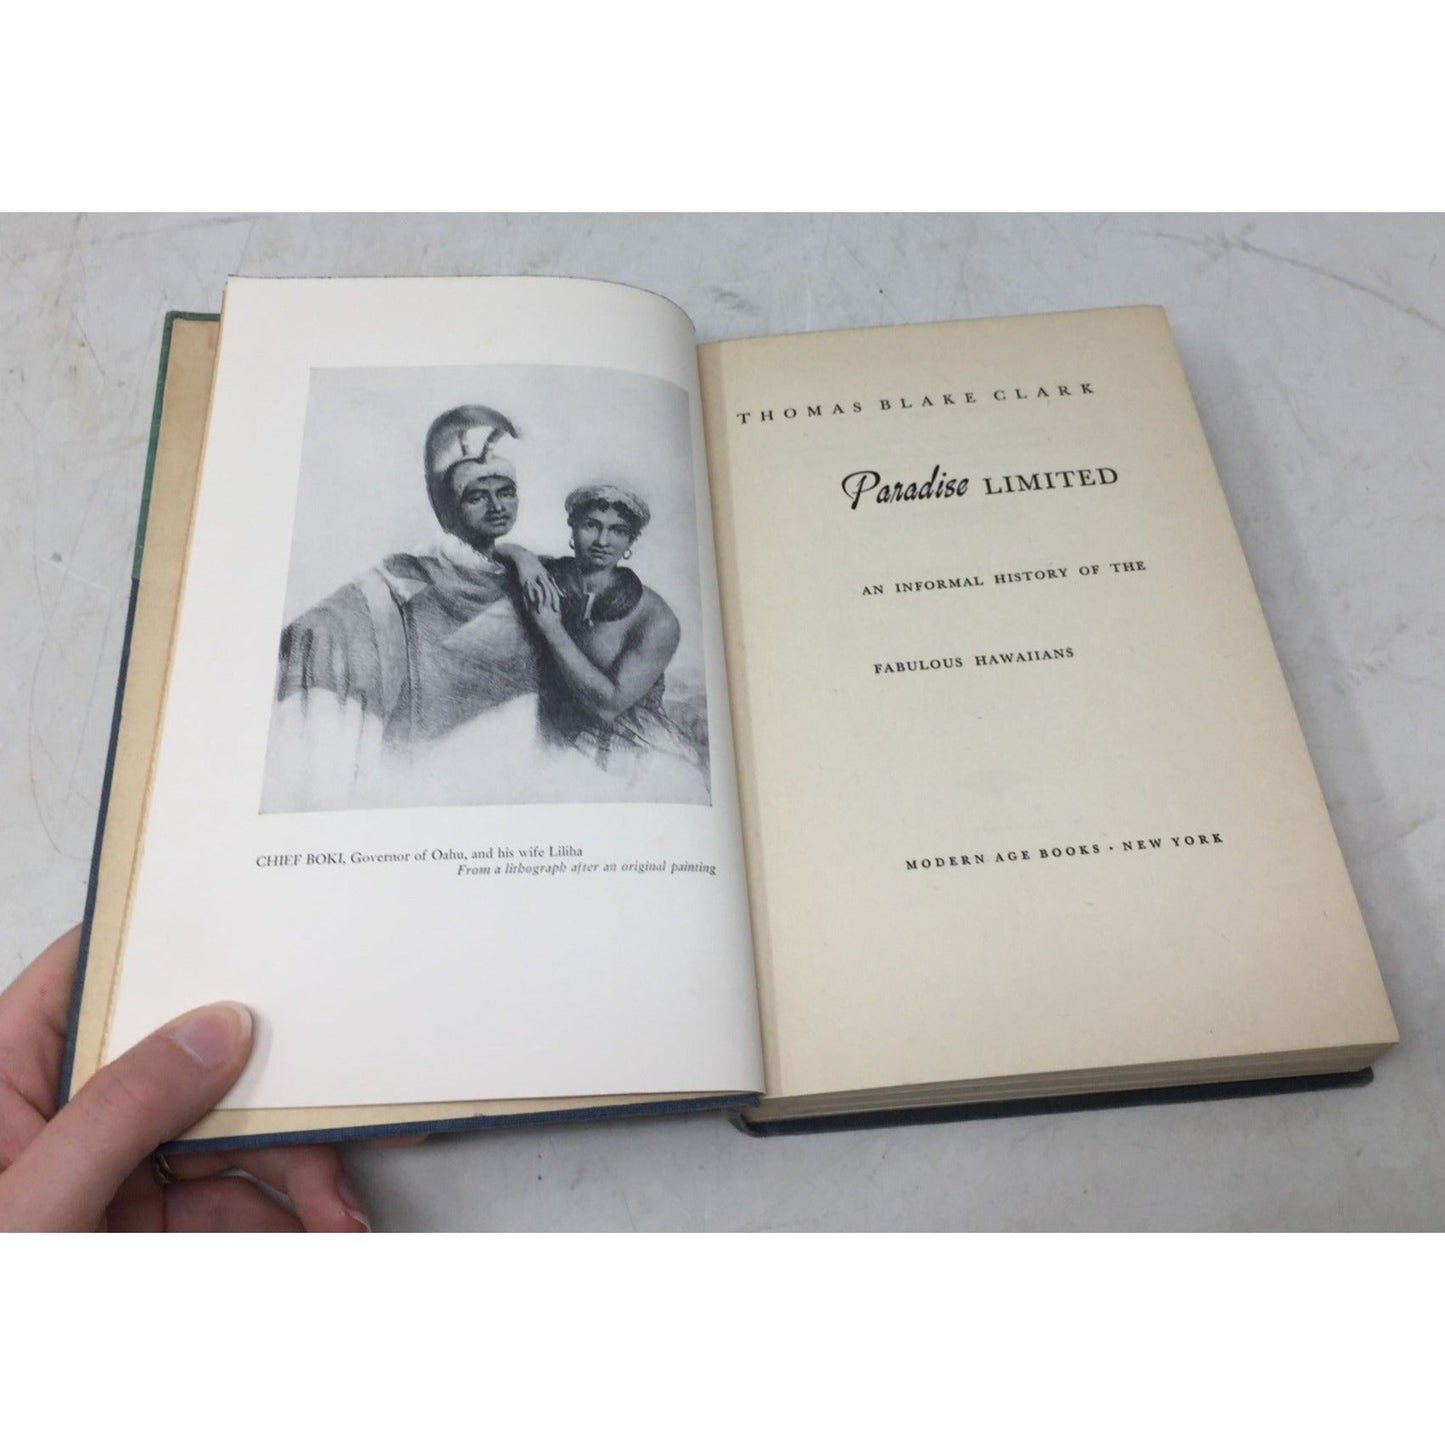 CHIEF BOKI, Governor of Oahu, and his wife Liliha
From a lithograph after an original painting
THOMAS BLAKE CLARK
Paradise LIMITED
AN INFORMAL HISTORY OF THE
FABULOUS HAWAIIANS
MODERN AGE BOOKS · NEW YORK